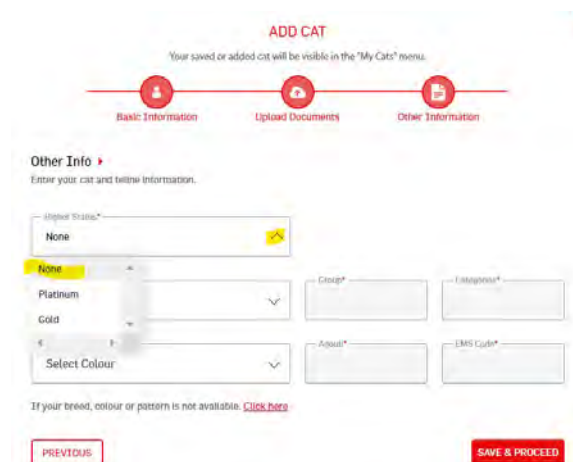 ADD CAT
Your saved or added cat will be visible in the "My Cats" menu.
Basic Information Upload Documents Other Information
Other Info
Enter your cat and feline information.
Higher Status*
None
None
Platinum
Gold
Group* Categories*
Select Colour
EMS Code*
If your breed, colour or pattern is not available. Click here
PREVIOUS SAVE & PROCEED